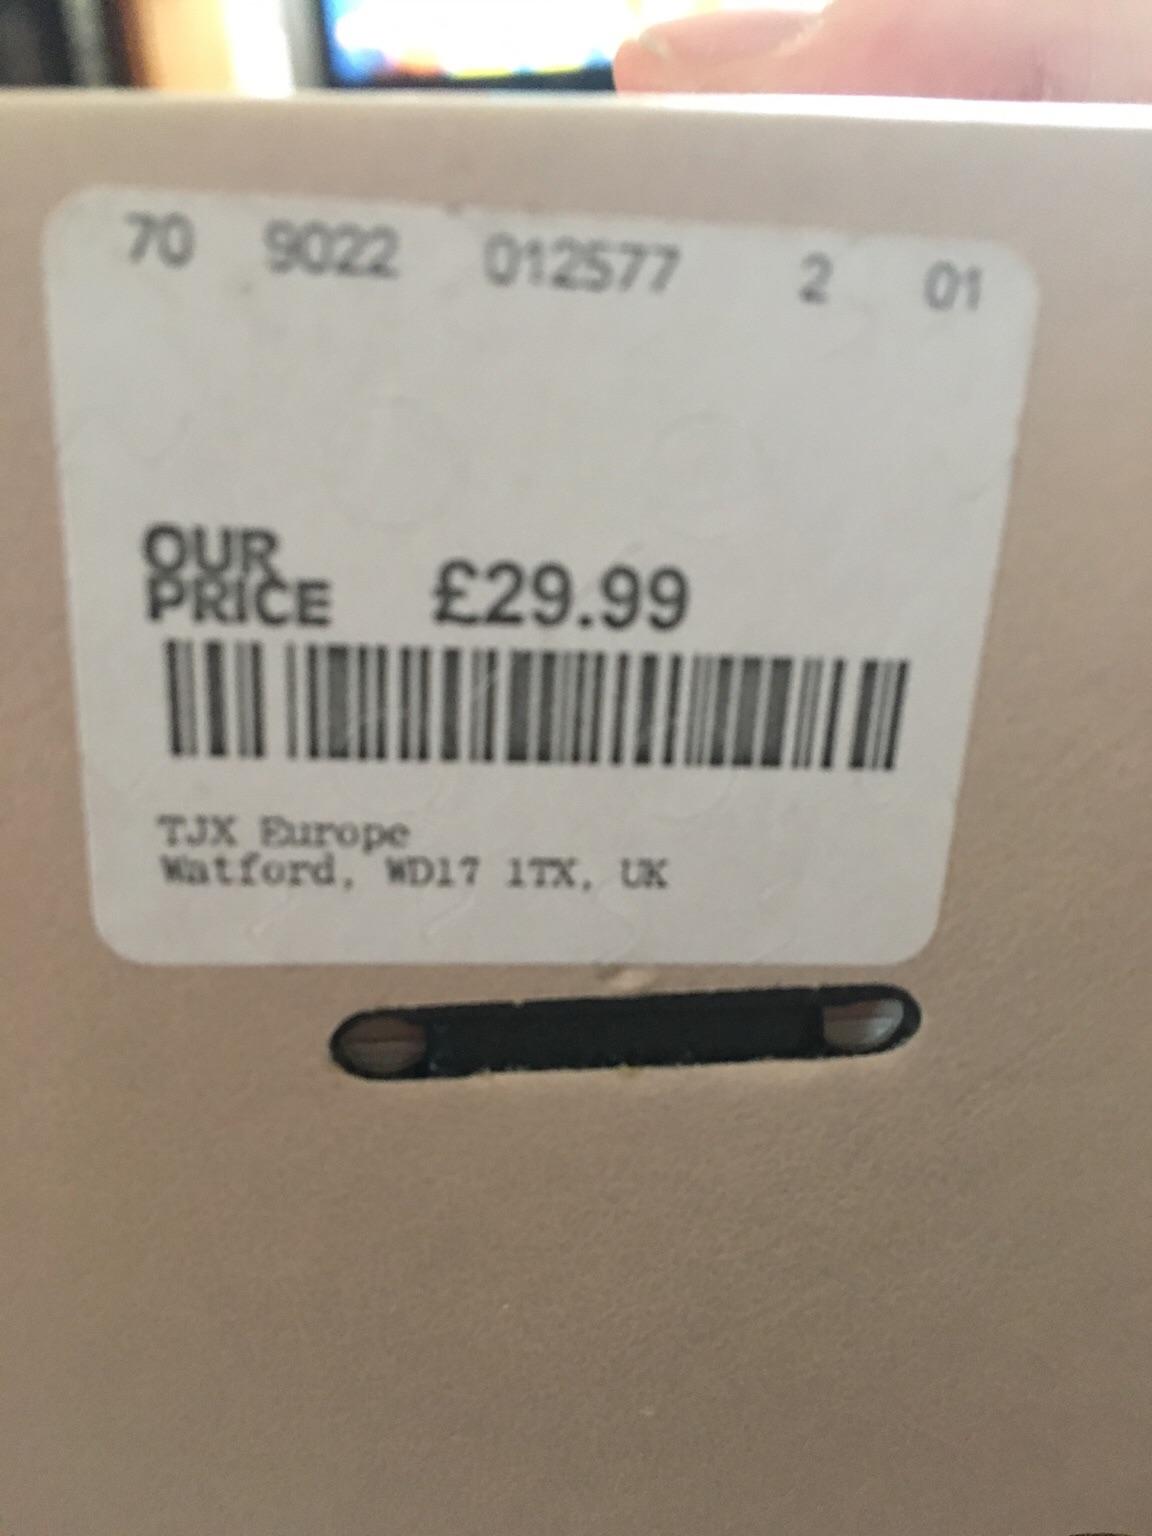 70 9022 012577 2 01
OUR
PRICE £29.99
TJX Europe
Watford, WD17 1TX, UK